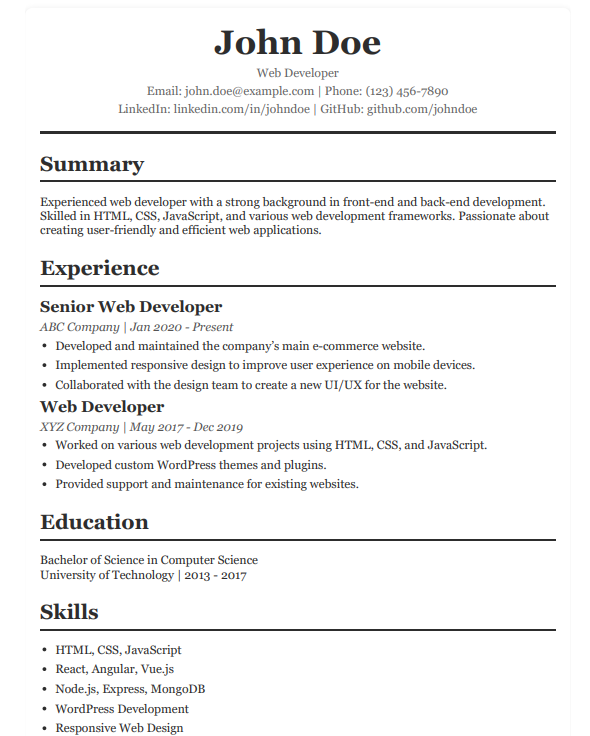 John Doe
Web Developer
Email: john.doe@example.com | Phone: (123) 456-7890
LinkedIn: linkedin.com/in/johndoe | GitHub: github.com/johndoe
Summary
Experienced web developer with a strong background in front-end and back-end development.
Skilled in HTML, CSS, JavaScript, and various web development frameworks. Passionate about
creating user-friendly and efficient web applications.
Experience
Senior Web Developer
ABC Company | Jan 2020 - Present
• Developed and maintained the company's main e-commerce website.
• Implemented responsive design to improve user experience on mobile devices.
• Collaborated with the design team to create a new UI/UX for the website.
Web Developer
XYZ Company | May 2017 - Dec 2019
• Worked on various web development projects using HTML, CSS, and JavaScript.
• Developed custom WordPress themes and plugins.
• Provided support and maintenance for existing websites.
Education
Bachelor of Science in Computer Science
University of Technology | 2013 - 2017
Skills
• HTML, CSS, JavaScript
• React, Angular, Vue.js
• Node.js, Express, MongoDB
• WordPress Development
• Responsive Web Design